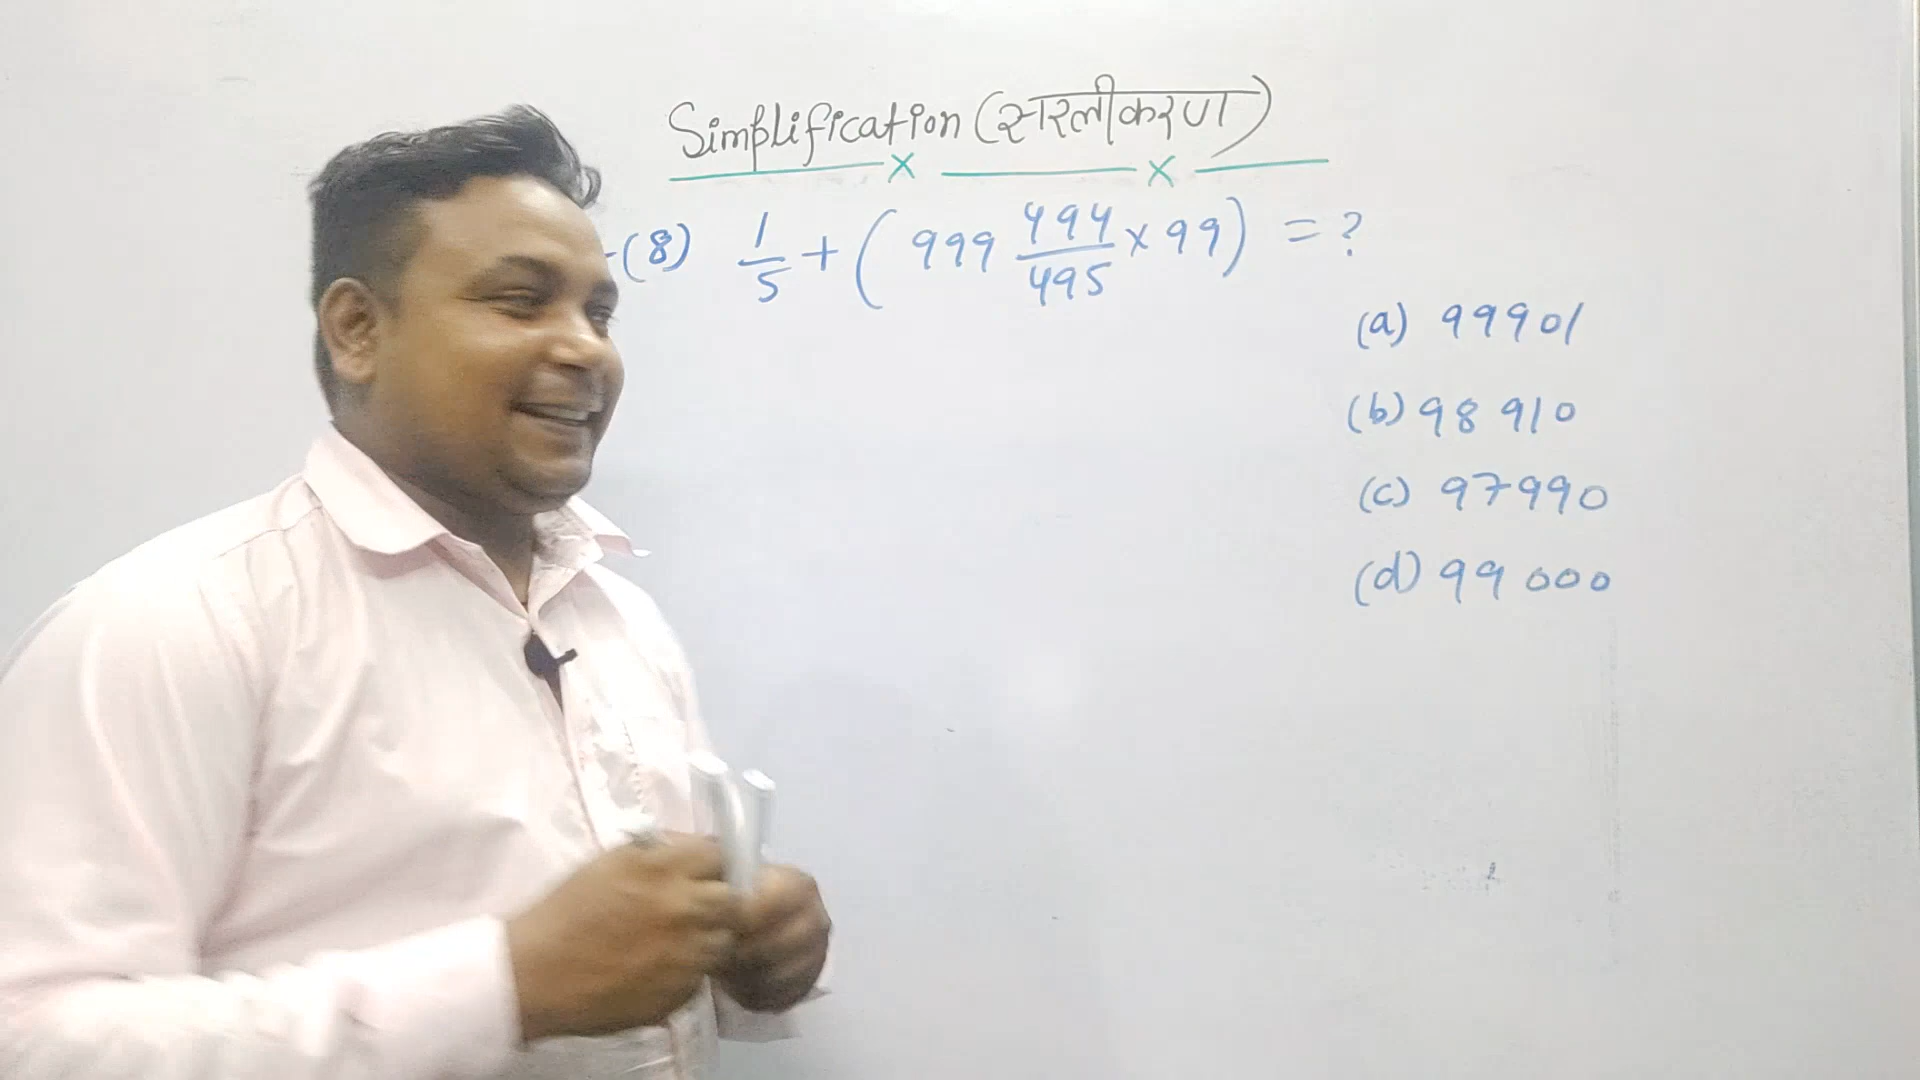 Simplification (सरलीकरण)
(8) 1/5 + ( 999 494/495 × 99) = ?
(a) 99901
(b) 98910
(c) 97990
(d) 99000